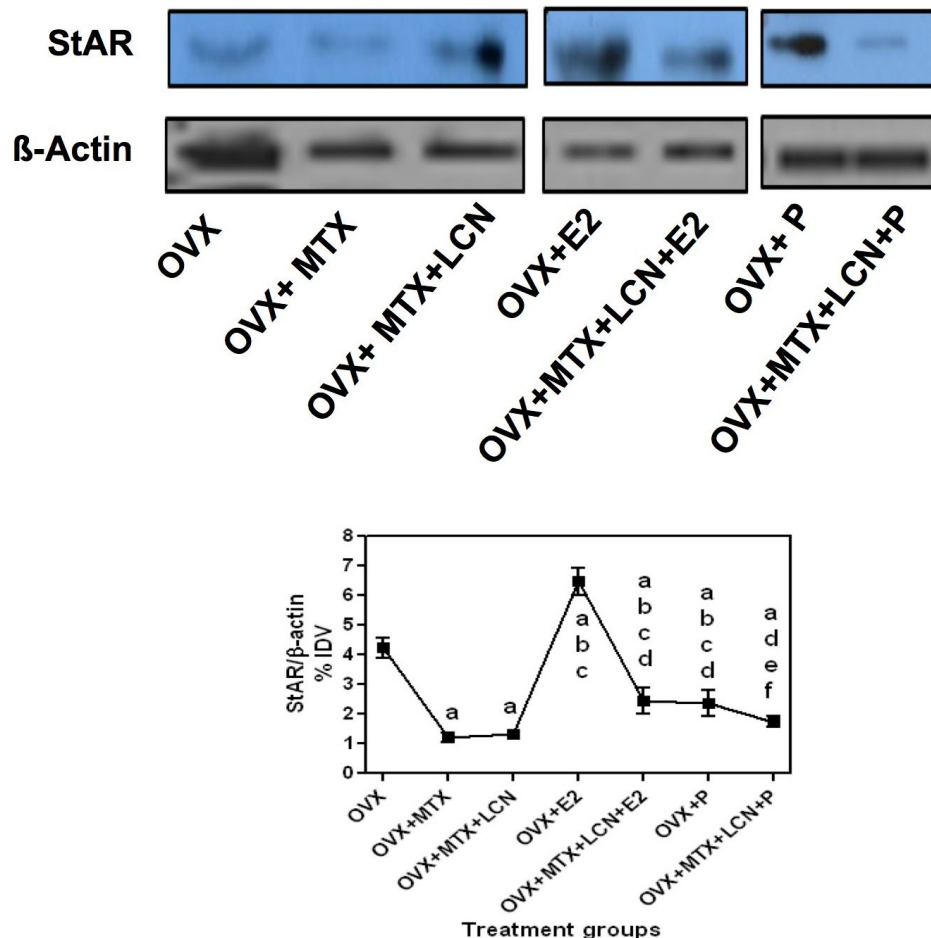 StAR
ß-Actin
OVX
OVX+ MTX
OVX+ MTX+LCN
OVX+E2
OVX+MTX+LCN+E2
OVX+ P
OVX+MTX+LCN+P
StAR/β-actin
% IDV
8
7
6
5
4
3
2
1
0
a
a
a
b
c
a
b
c
d
a
b
c
d
a
d
e
f
OVX
OVX+MTX
OVX+MTX+LCN
OVX+E2
OVX+MTX+LCN+E2
OVX+P
OVX+MTX+LCN+P
Treatment groups